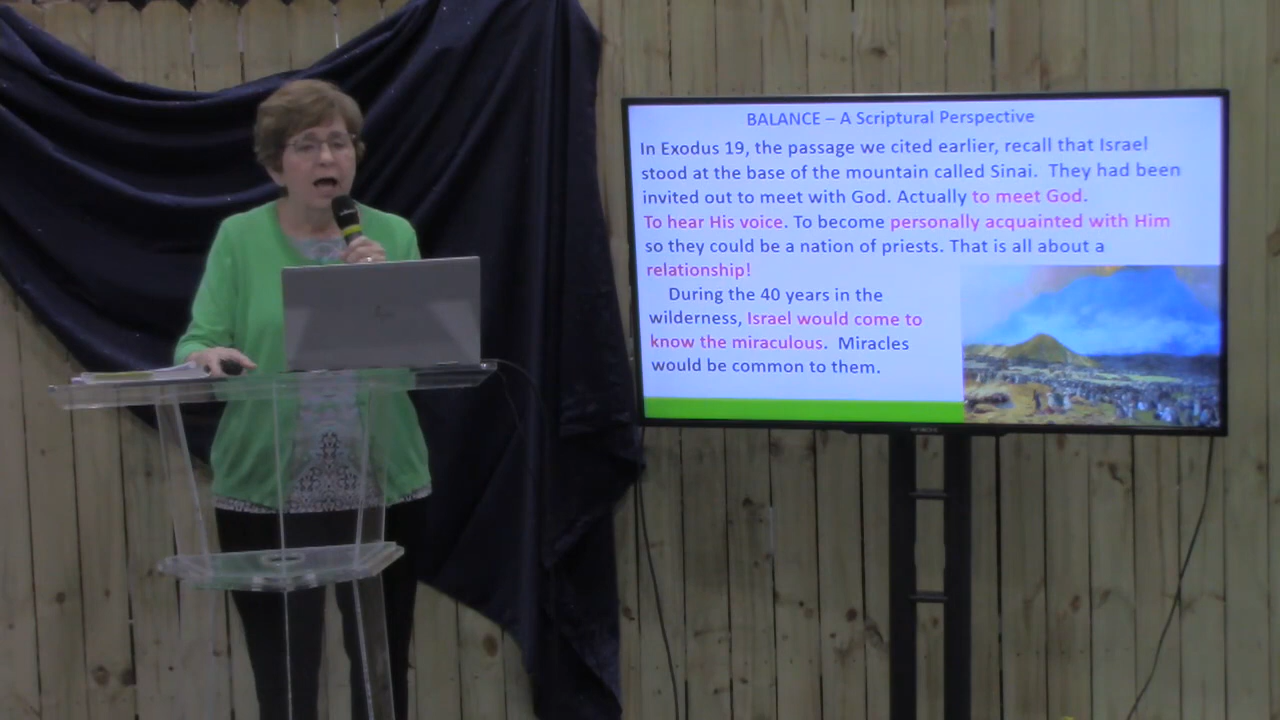 BALANCE – A Scriptural Perspective
In Exodus 19, the passage we cited earlier, recall that Israel
stood at the base of the mountain called Sinai.  They had been
invited out to meet with God. Actually to meet God.
To hear His voice. To become personally acquainted with Him
so they could be a nation of priests. That is all about a
relationship!
During the 40 years in the
wilderness, Israel would come to
know the miraculous.  Miracles
would be common to them.